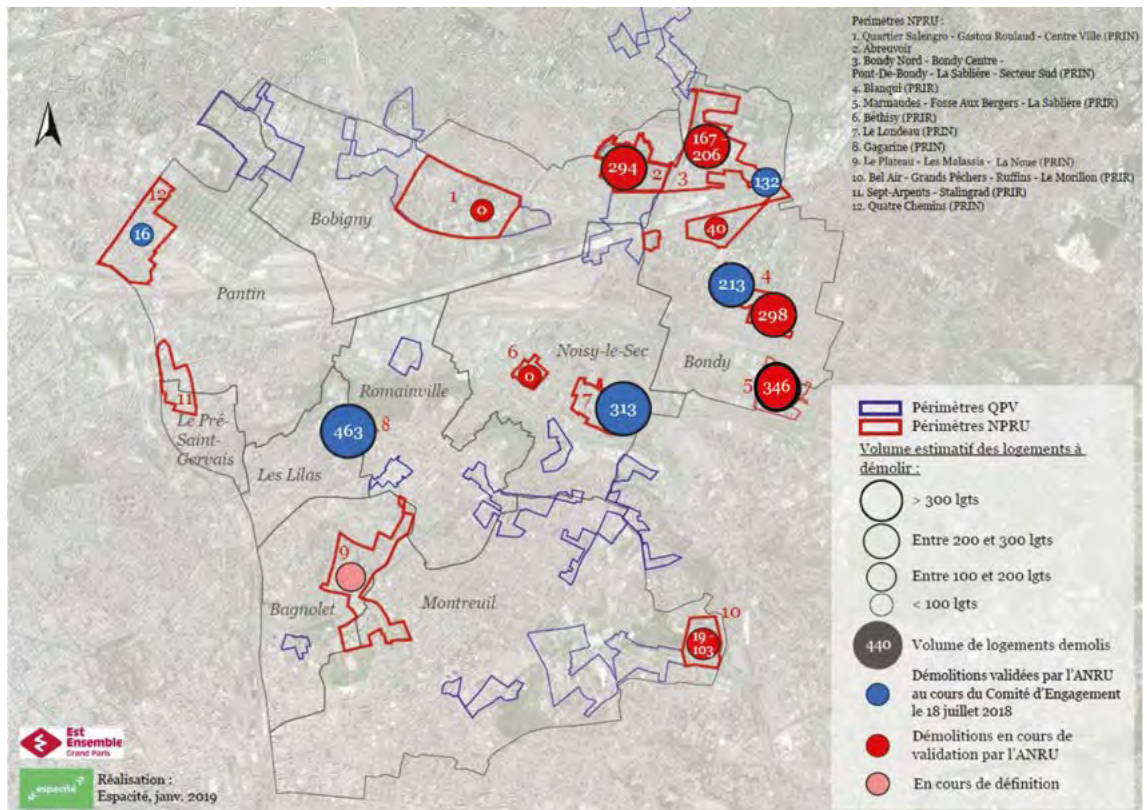 Périmètres NPRU :
1. Quartier Salengro - Gaston Roulaud - Centre Ville (PRIN)
2. Abreuvoir
3. Bondy Nord - Bondy Centre -
Pont-De-Bondy - La Sablière - Secteur Sud (PRIN)
4. Blanqui (PRIR)
5. Marnaudes - Fosse Aux Bergers - La Sablière (PRIR)
6. Béthisy (PRIR)
7. Le Londeau (PRIN)
8. Gagarine (PRIN)
9. Le Plateau - Les Malassis - La Noue (PRIN)
10. Bel Air - Grands Pêchers - Ruffins - Le Morillon (PRIR)
11. Sept-Arpents - Stalingrad (PRIR)
12. Quatre Chemins (PRIN)
167 -
206
294
2
3
132
12
1
0
16
Bobigny
40
Pantin
213
4
298
6
0
Noisy-le-Sec
Bondy
5
346
11
Le Pré-
Saint-
Gervais
Romainville
7
313
463
8
Les Lilas
9
Bagnolet
Montreuil
10
19 -
103
Périmètres QPV
Périmètres NPRU
Volume estimatif des logements à
démolir :
> 300 lgts
Entre 200 et 300 lgts
Entre 100 et 200 lgts
< 100 lgts
440
Volume de logements demolis
Démolitions validées par l'ANRU
au cours du Comité d'Engagement
le 18 juillet 2018
Démolitions en cours de
validation par l'ANRU
En cours de définition
Est
Ensemble
Grand Paris
espacité
Réalisation :
Espacité, janv. 2019